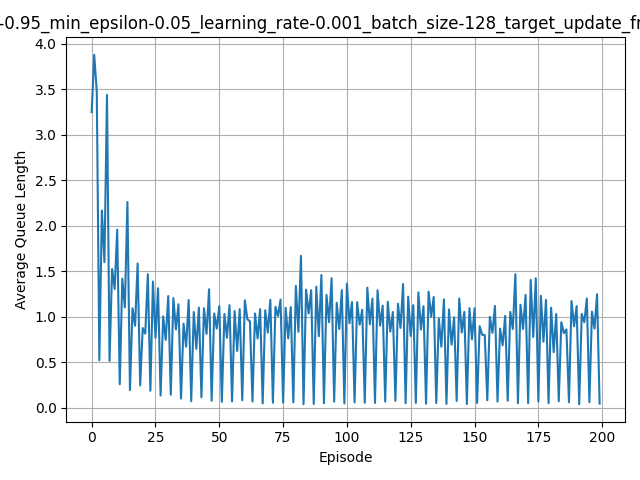 -0.95_min_epsilon-0.05_learning_rate-0.001_batch_size-128_target_update_fr
4.0
3.5
3.0
2.5
2.0
1.5
1.0
0.5
0.0
Average Queue Length
0 25 50 75 100 125 150 175 200
Episode